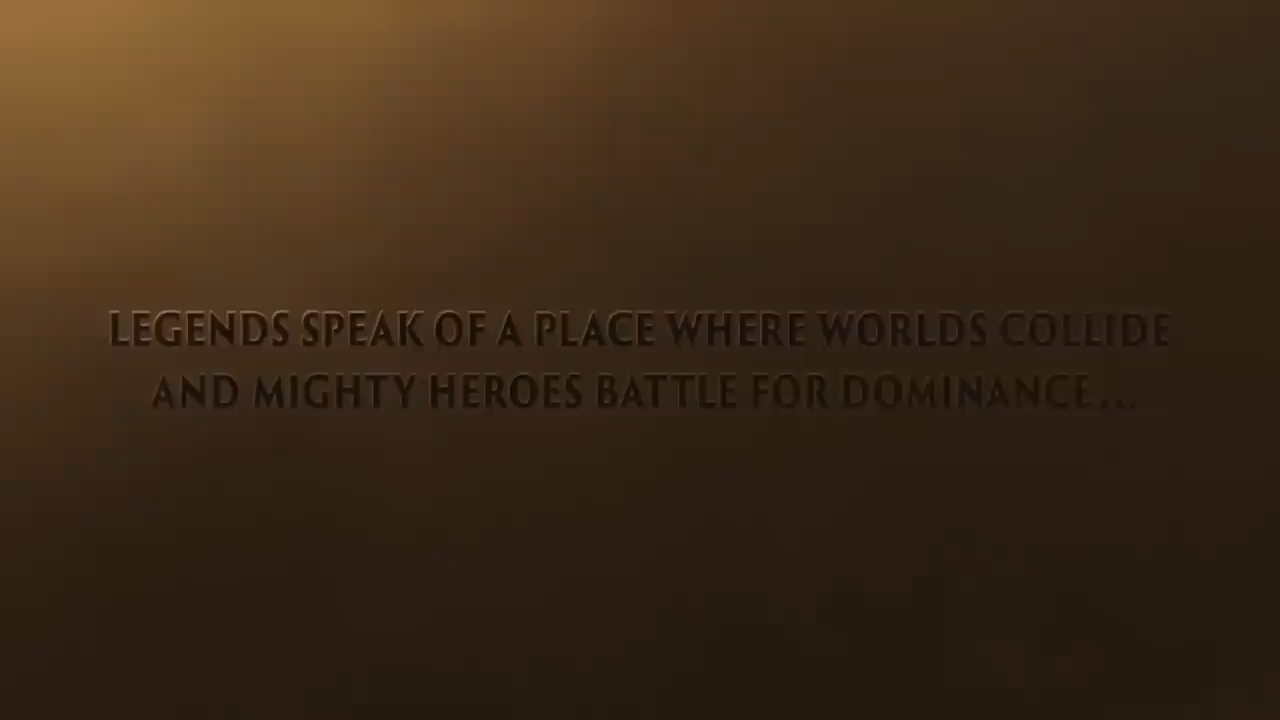 LEGENDS SPEAK OF A PLACE WHERE WORLDS COLLIDE
AND MIGHTY HEROES BATTLE FOR DOMINANCE...